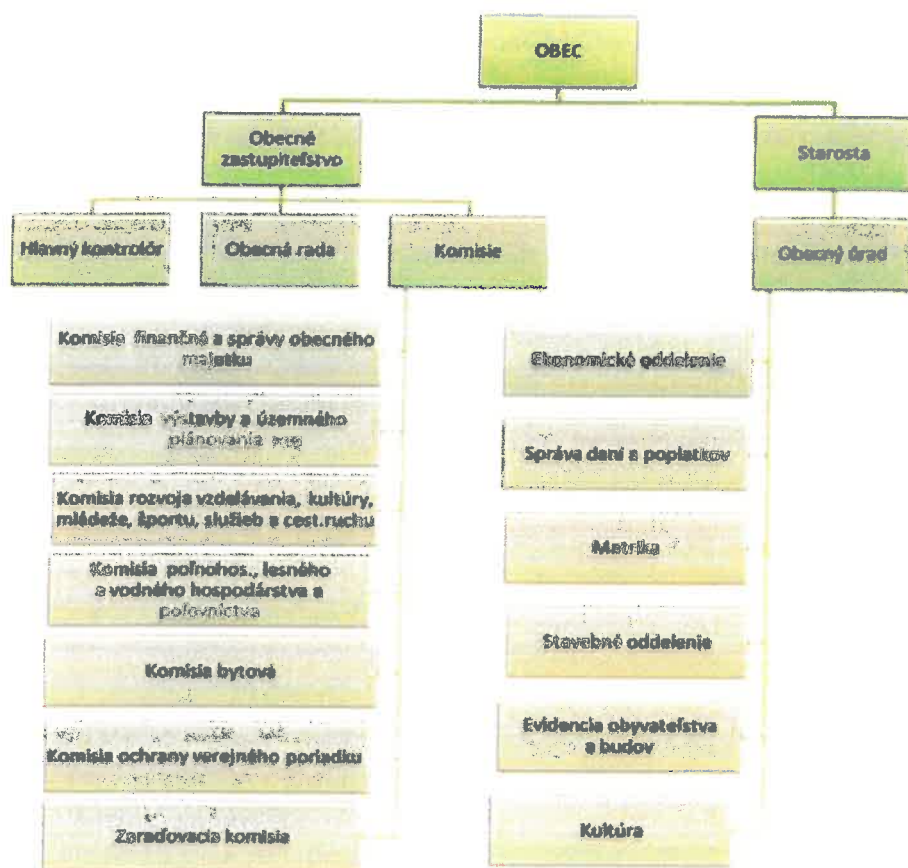 OBEC
Obecné
zastupiteľstvo
Starosta
Hlavný kontrolór
Obecná rada
Komisie
Obecný úrad
Komisia finančná a správy obecného
majetku
Komisia výstavby a územného
plánovania
Komisia rozvoja vzdelávania, kultúry,
mládeže, športu, služieb a cest.ruchu
Komisia poľnohos., lesného
a vodného hospodárstva a
poľovníctva
Komisia bytová
Komisia ochrany verejného poriadku
Zaraďovacia komisia
Ekonomické oddelenie
Správa daní a poplatkov
Matrika
Stavebné oddelenie
Evidencia obyvateľstva
a budov
Kultúra